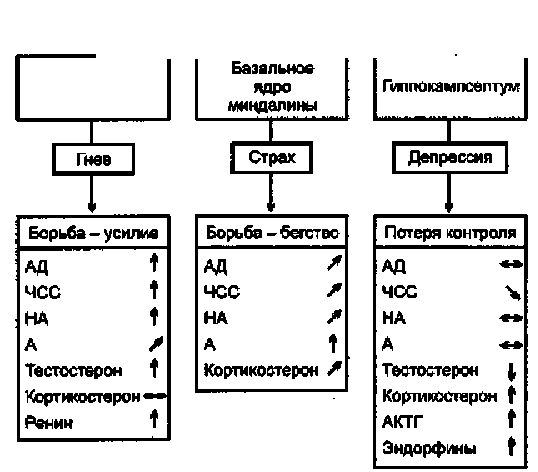 Базальное
ядро
миндалины
Гиппокампсептум
Гнев
Страх
Депрессия
Борьба – усилие
АД
ЧСС
НА
А
Тестостерон
Кортикостерон
Ренин
Борьба – бегство
АД
ЧСС
НА
А
Кортикостерон
Потеря контроля
АД
ЧСС
НА
А
Тестостерон
Кортикостерон
АКТГ
Эндорфины